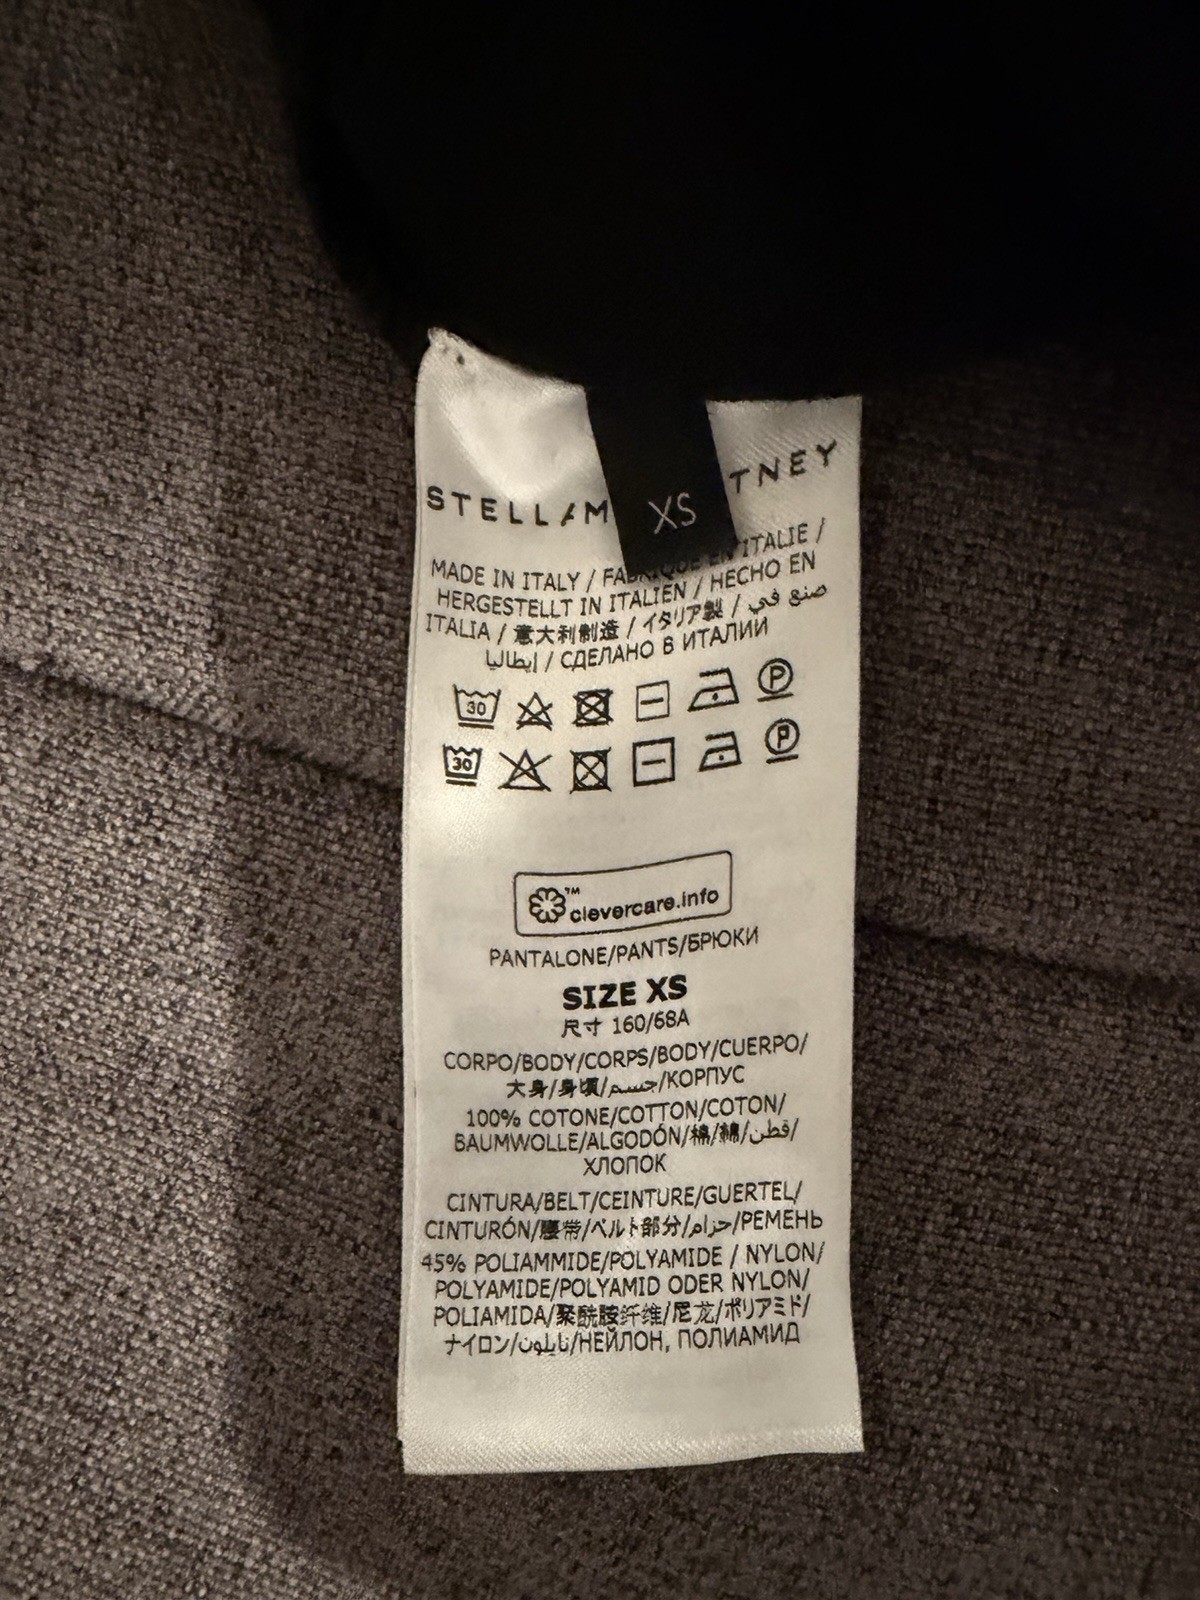 STELLA M TNEY
XS
MADE IN ITALY / FABRIQUÉ EN ITALIE /
HERGESTELLT IN ITALIEN / HECHO EN
ITALIA / 意大利制造 / イタリア製 / صنع في
إيطاليا / СДЕЛАНО В ИТАЛИИ
30 P
30 P
™ clevercare.info
PANTALONE/PANTS/БРЮКИ
SIZE XS
尺寸 160/68A
CORPO/BODY/CORPS/BODY/CUERPO/
大身/身頃/جسم/КОРПУС
100% COTONE/COTTON/COTON/
BAUMWOLLE/ALGODÓN/棉/綿/قطن/
ХЛОПОК
CINTURA/BELT/CEINTURE/GUERTEL/
CINTURÓN/腰带/ベルト部分/حزام/РЕМЕНЬ
45% POLIAMMIDE/POLYAMIDE / NYLON/
POLYAMIDE/POLYAMID ODER NYLON/
POLIAMIDA/聚酰胺纤维/尼龙/ポリアミド/
ナイロン/نايلون/НЕЙЛОН, ПОЛИАМИД